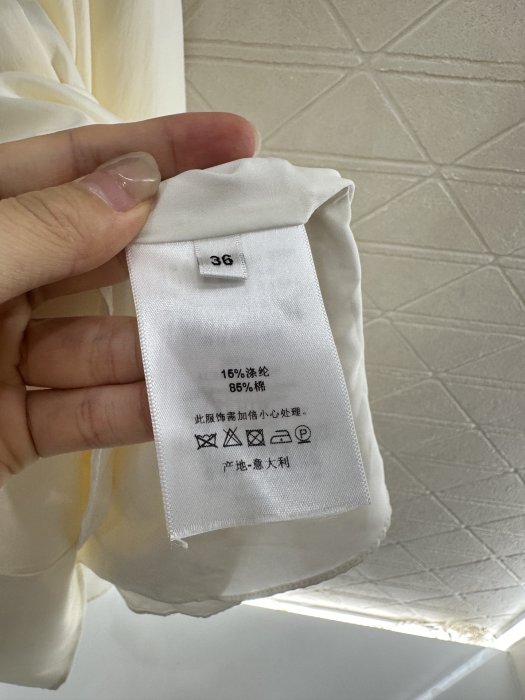 36
15%涤纶
85%棉
此服饰需加倍小心处理。
P
产地-意大利